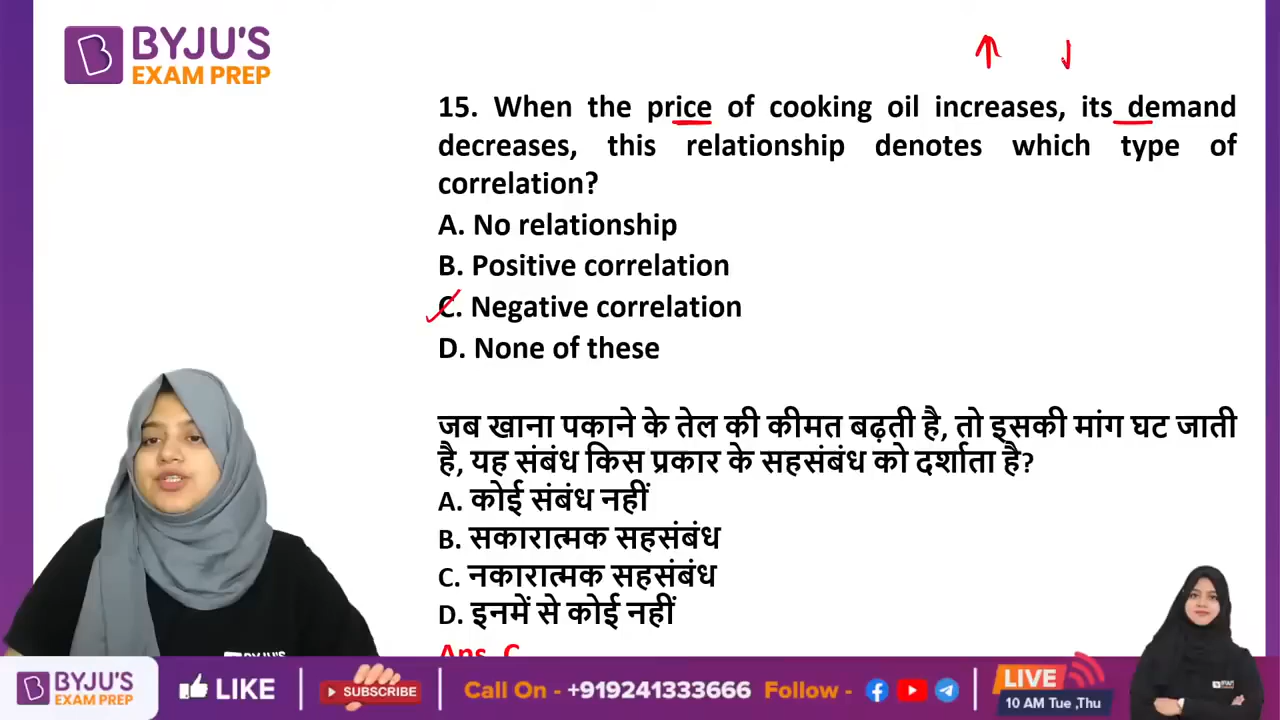 BYJU'S
EXAM PREP
15. When the price of cooking oil increases, its demand
decreases, this relationship denotes which type of
correlation?
A. No relationship
B. Positive correlation
C. Negative correlation
D. None of these
जब खाना पकाने के तेल की कीमत बढ़ती है, तो इसकी मांग घट जाती
है, यह संबंध किस प्रकार के सहसंबंध को दर्शाता है?
A. कोई संबंध नहीं
B. सकारात्मक सहसंबंध
C. नकारात्मक सहसंबंध
D. इनमें से कोई नहीं
Ans. C
BYJU'S
EXAM PREP
LIKE
SUBSCRIBE
Call On - +919241333666
Follow -
LIVE
10 AM Tue ,Thu